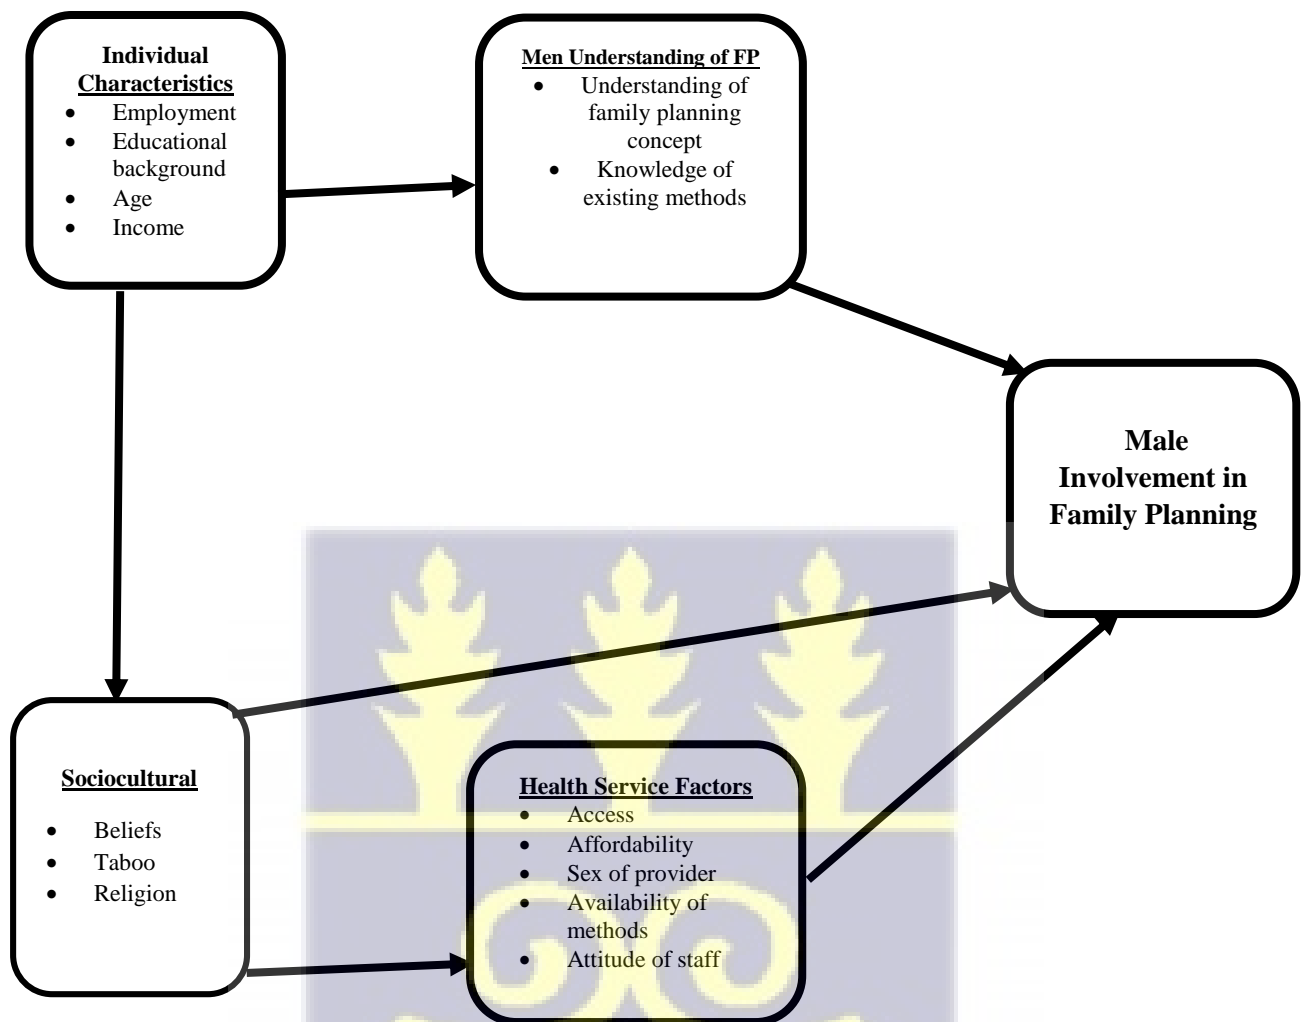 Individual
Characteristics
• Employment
• Educational
background
• Age
• Income
Men Understanding of FP
• Understanding of
family planning
concept
• Knowledge of
existing methods
Male
Involvement in
Family Planning
Sociocultural
• Beliefs
• Taboo
• Religion
Health Service Factors
• Access
• Affordability
• Sex of provider
• Availability of
methods
• Attitude of staff